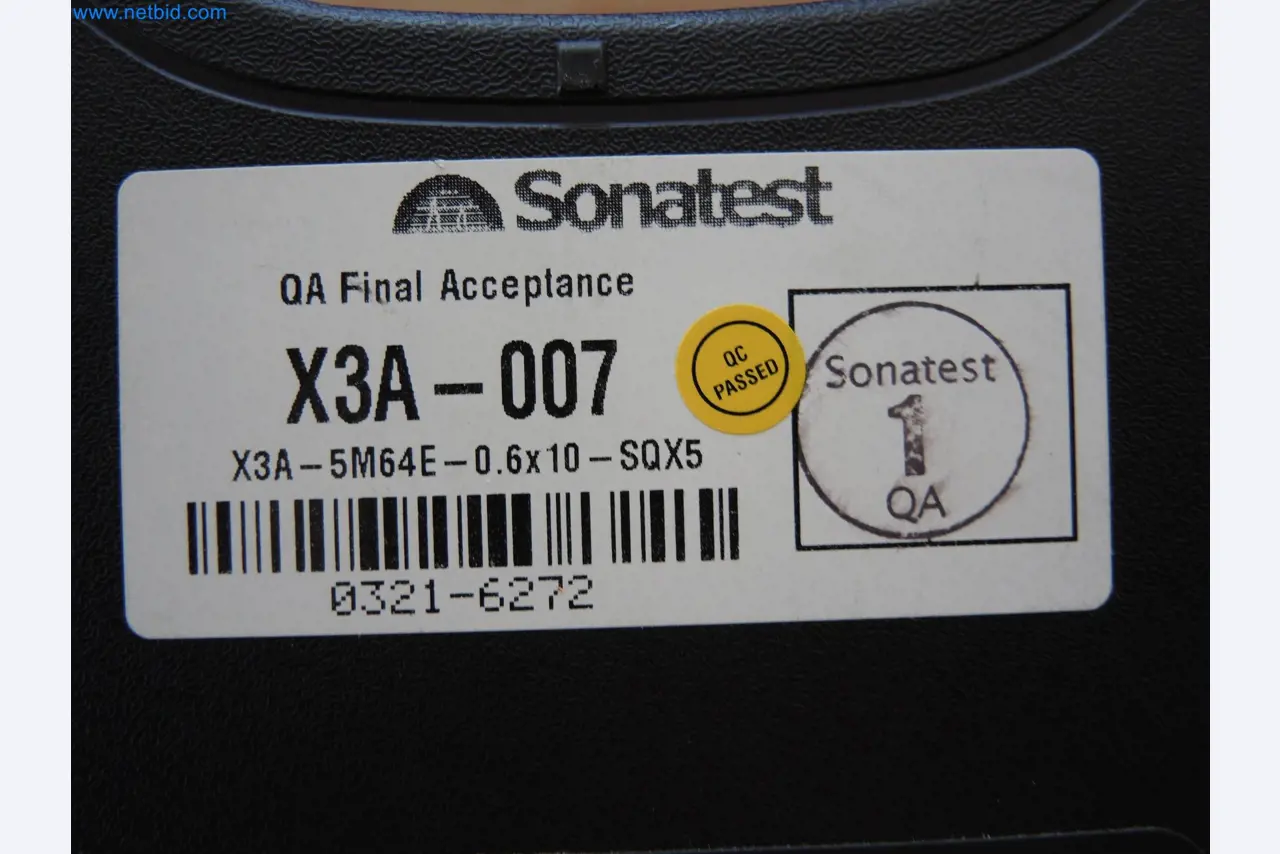 www.netbid.com
Sonatest
QA Final Acceptance
X3A-007
QC
PASSED
Sonatest
1
QA
X3A-5M64E-0.6x10-SQX5
0321-6272